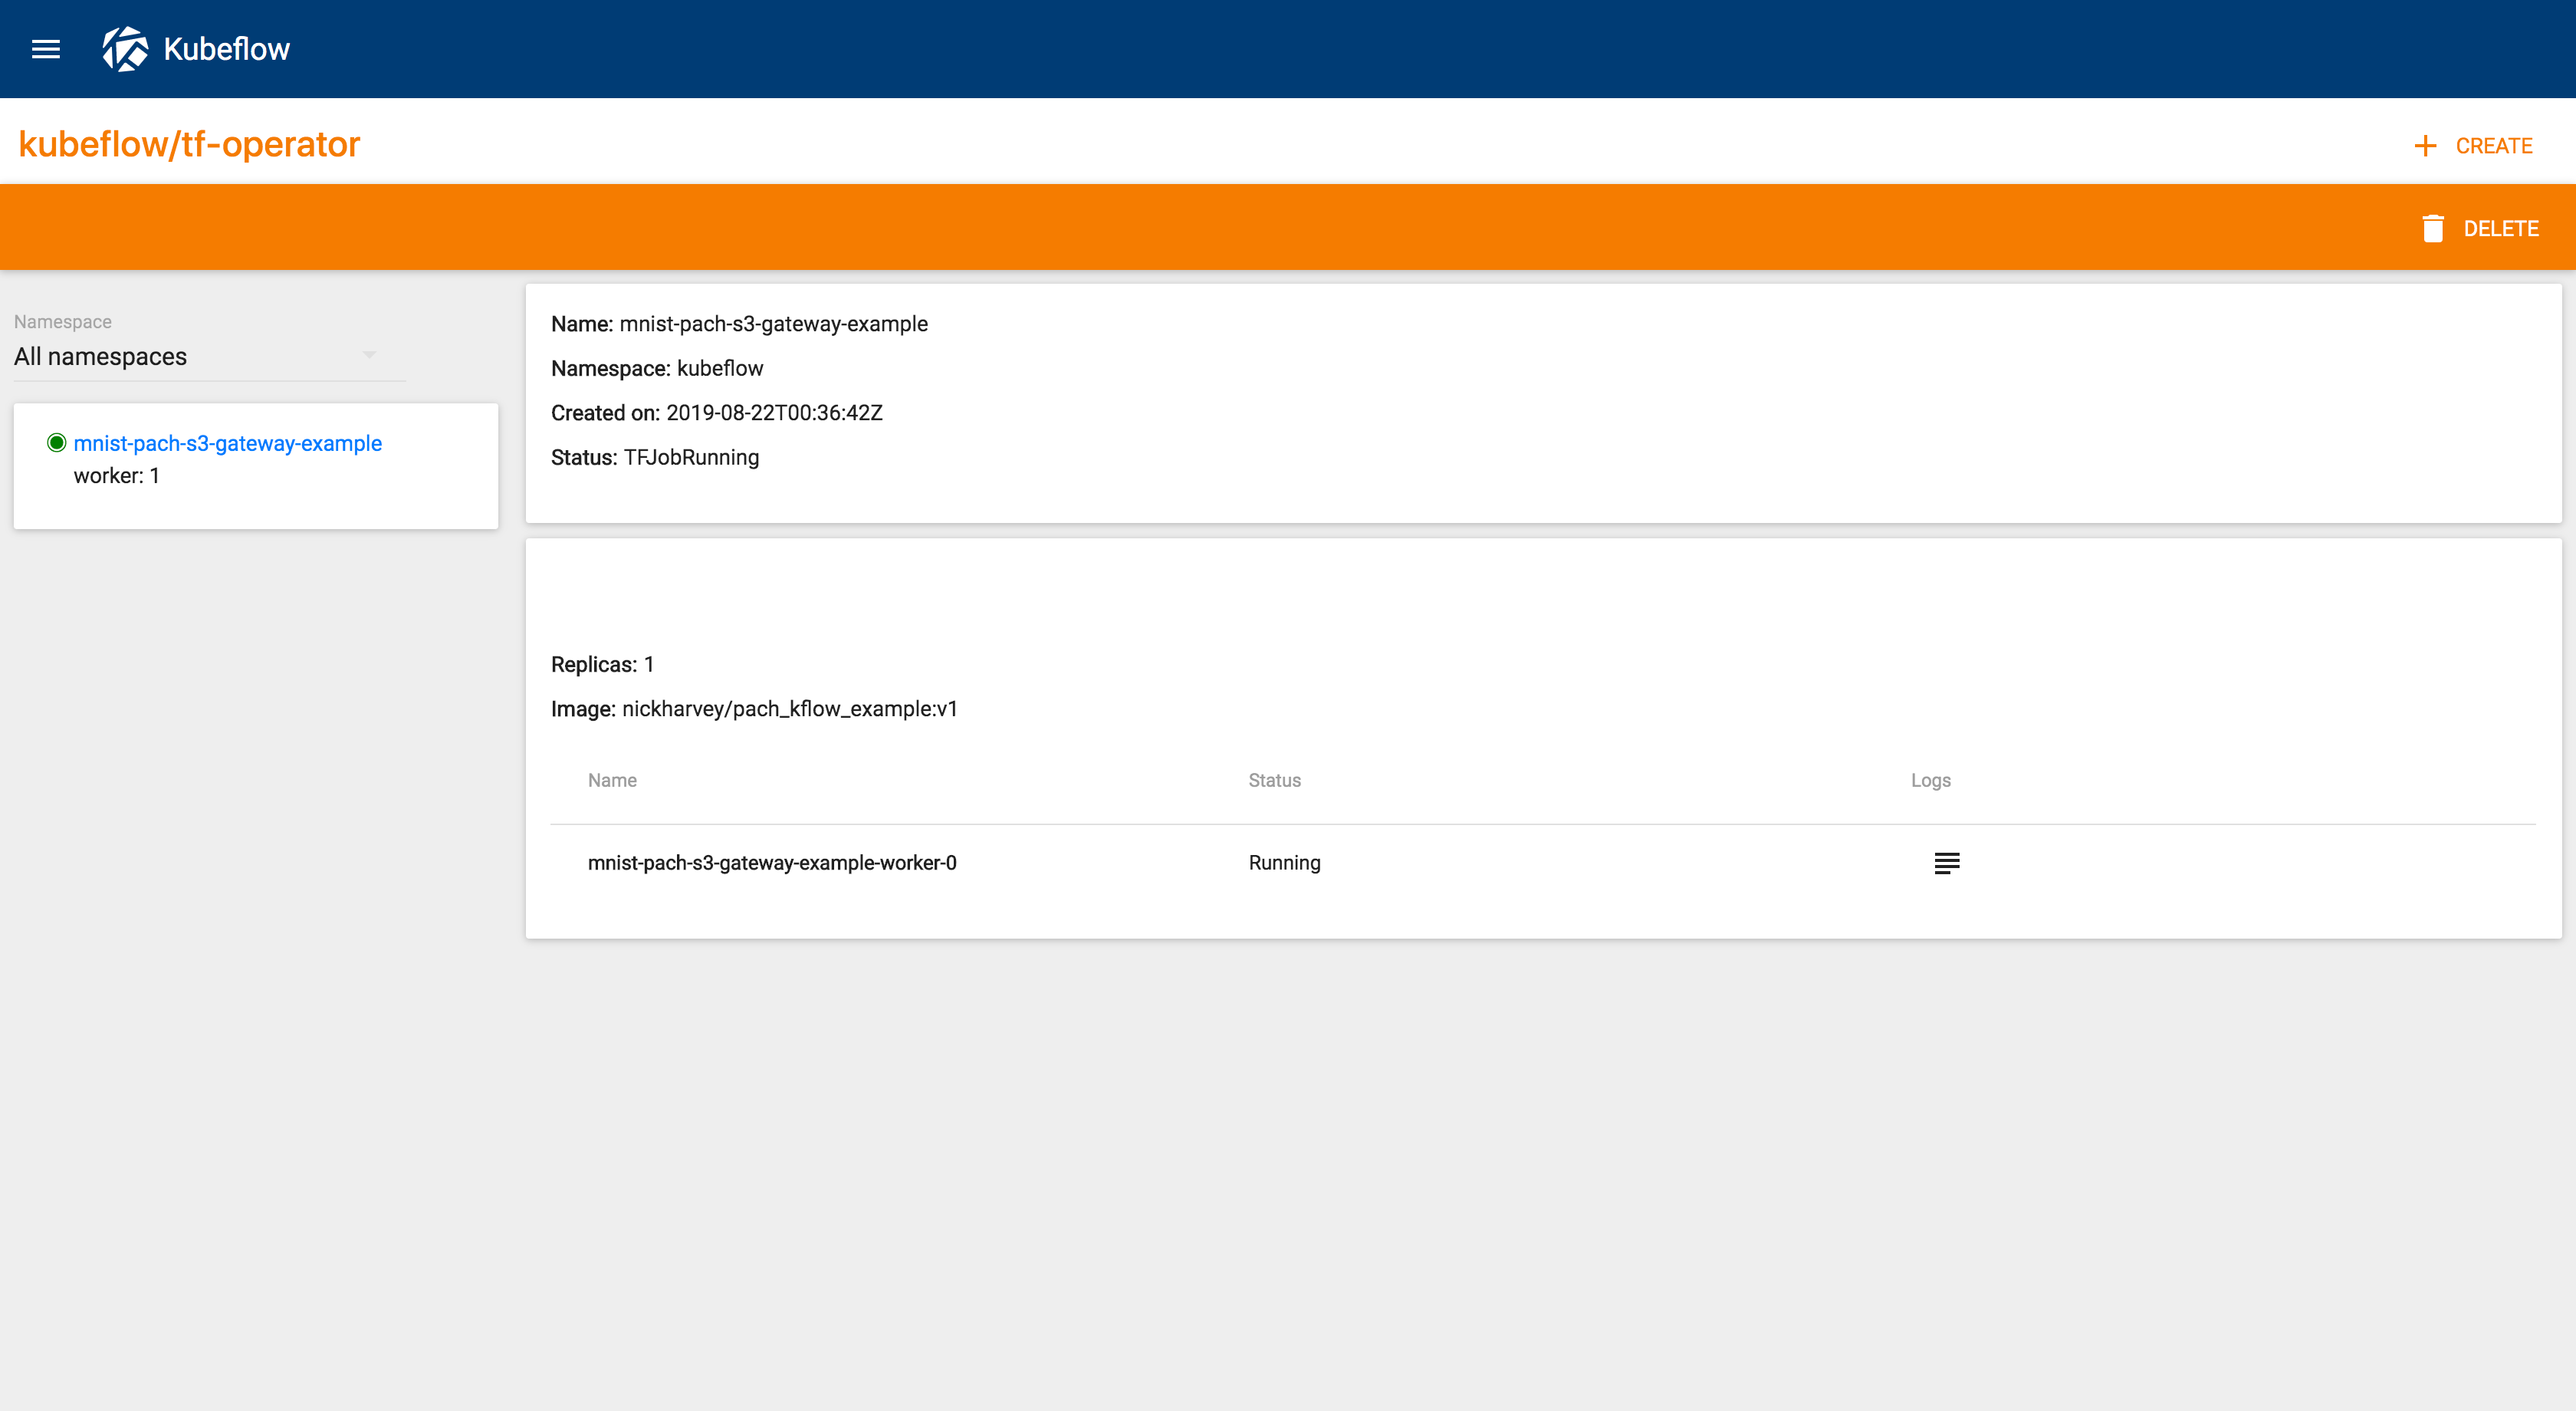 Kubeflow
kubeflow/tf-operator
CREATE
DELETE
Namespace
All namespaces
mnist-pach-s3-gateway-example
worker: 1
Name: mnist-pach-s3-gateway-example
Namespace: kubeflow
Created on: 2019-08-22T00:36:42Z
Status: TFJobRunning
Replicas: 1
Image: nickharvey/pach_kflow_example:v1
Name Status Logs
mnist-pach-s3-gateway-example-worker-0 Running